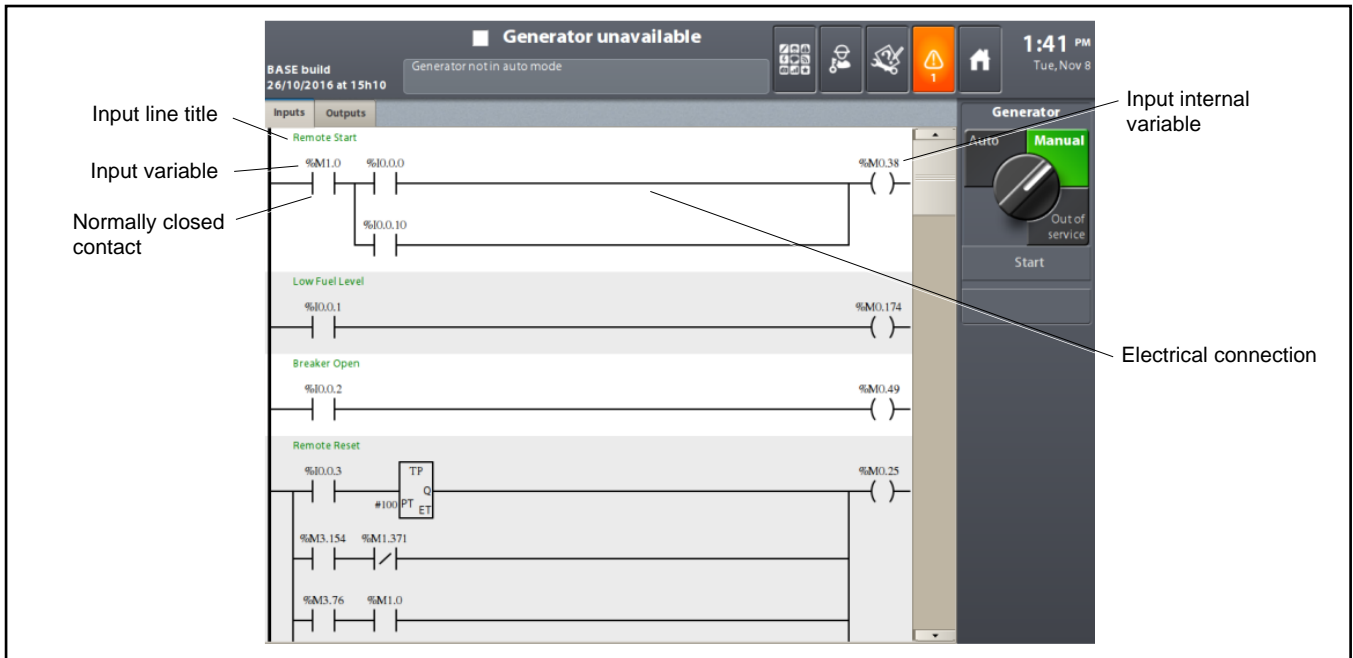 Generator unavailable
BASE build
26/10/2016 at 15h10
Generator not in auto mode
1
1:41 PM
Tue, Nov 8
Inputs
Outputs
Generator
Auto
Manual
Out of
service
Start
Input line title
Input variable
Normally closed
contact
Input internal
variable
Electrical connection
Remote Start
%M1.0
%I0.0.0
%M0.38
%I0.0.10
Low Fuel Level
%I0.0.1
%M0.174
Breaker Open
%I0.0.2
%M0.49
Remote Reset
%I0.0.3
TP
Q
#100
PT
ET
%M0.25
%M3.154
%M1.371
%M3.76
%M1.0